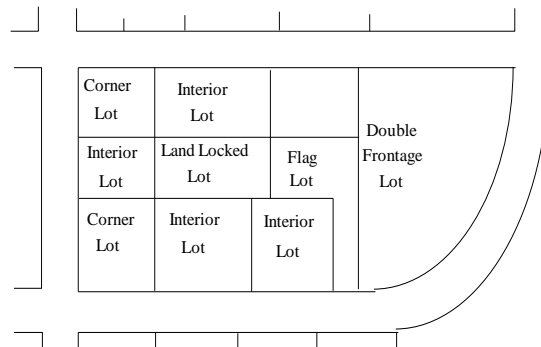 Corner
Lot
Interior
Lot
Double
Frontage
Lot
Interior
Lot
Land Locked
Lot
Flag
Lot
Corner
Lot
Interior
Lot
Interior
Lot